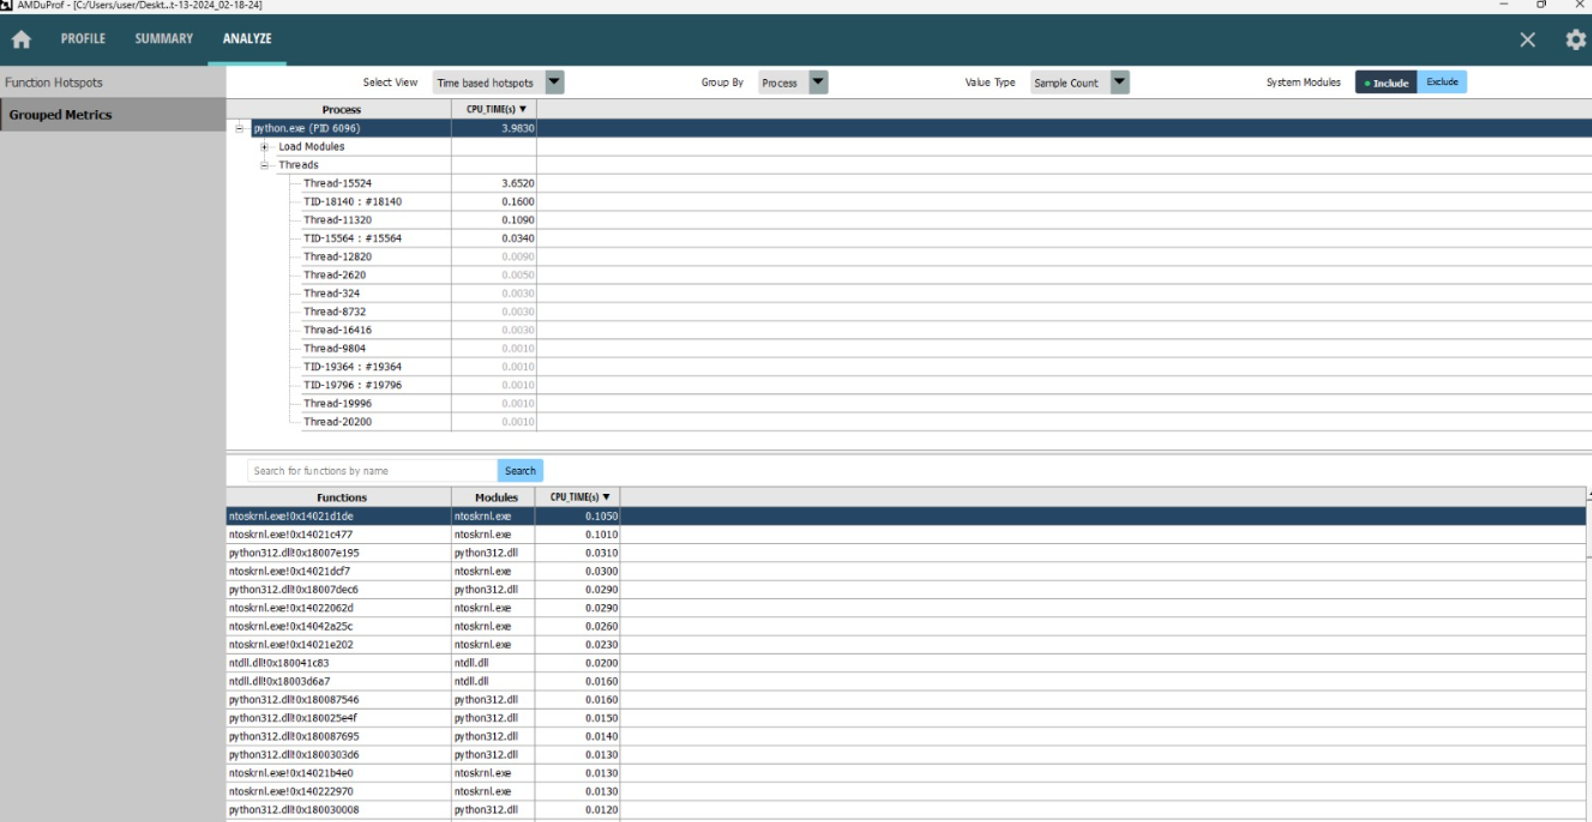 AMDuProf - [C:/Users/user/Deskt...t-13-2024_02-18-24]
PROFILE SUMMARY ANALYZE
Function Hotspots
Grouped Metrics
Select View Time based hotspots Group By Process Value Type Sample Count System Modules Include Exclude
Process CPU_TIME(s)
python.exe (PID 6096) 3.9830
Load Modules
Threads
Thread-15524 3.6520
TID-18140 : #18140 0.1600
Thread-11320 0.1090
TID-15564 : #15564 0.0340
Thread-12820 0.0090
Thread-2620 0.0050
Thread-324 0.0030
Thread-8732 0.0030
Thread-16416 0.0030
Thread-9804 0.0010
TID-19364 : #19364 0.0010
TID-19796 : #19796 0.0010
Thread-19996 0.0010
Thread-20200 0.0010
Search for functions by name Search
Functions Modules CPU_TIME(s)
ntoskrnl.exe!0x14021d1de ntoskrnl.exe 0.1050
ntoskrnl.exe!0x14021c477 ntoskrnl.exe 0.1010
python312.dll!0x18007e195 python312.dll 0.0310
ntoskrnl.exe!0x14021dcf7 ntoskrnl.exe 0.0300
python312.dll!0x18007dec6 python312.dll 0.0290
ntoskrnl.exe!0x14022062d ntoskrnl.exe 0.0290
ntoskrnl.exe!0x14042a25c ntoskrnl.exe 0.0260
ntoskrnl.exe!0x14021e202 ntoskrnl.exe 0.0230
ntdll.dll!0x180041c83 ntdll.dll 0.0200
ntdll.dll!0x18003d6a7 ntdll.dll 0.0160
python312.dll!0x180087546 python312.dll 0.0160
python312.dll!0x180025e4f python312.dll 0.0150
python312.dll!0x180087695 python312.dll 0.0140
python312.dll!0x1800303d6 python312.dll 0.0130
ntoskrnl.exe!0x14021b4e0 ntoskrnl.exe 0.0130
ntoskrnl.exe!0x140222970 ntoskrnl.exe 0.0130
python312.dll!0x180030008 python312.dll 0.0120